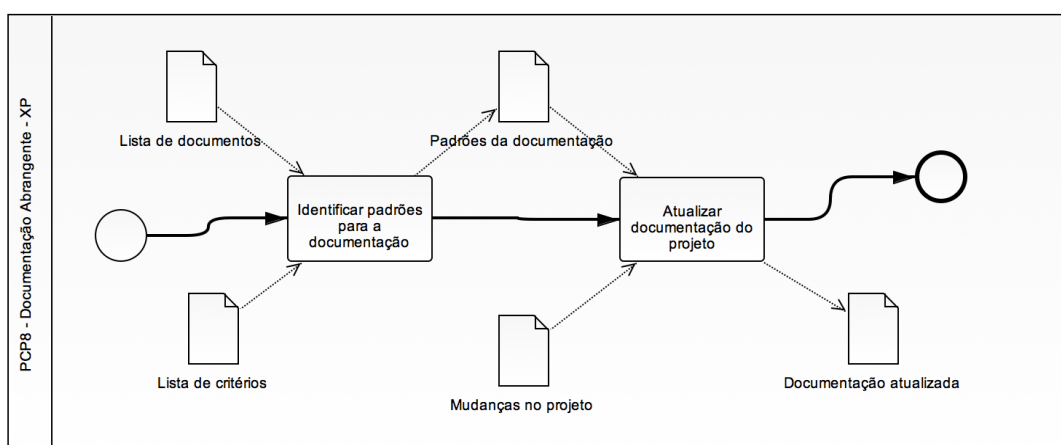 PCP8 - Documentação Abrangente - XP
Lista de documentos
Padrões da documentação
Identificar padrões
para a
documentação
Atualizar
documentação do
projeto
Lista de critérios
Mudanças no projeto
Documentação atualizada